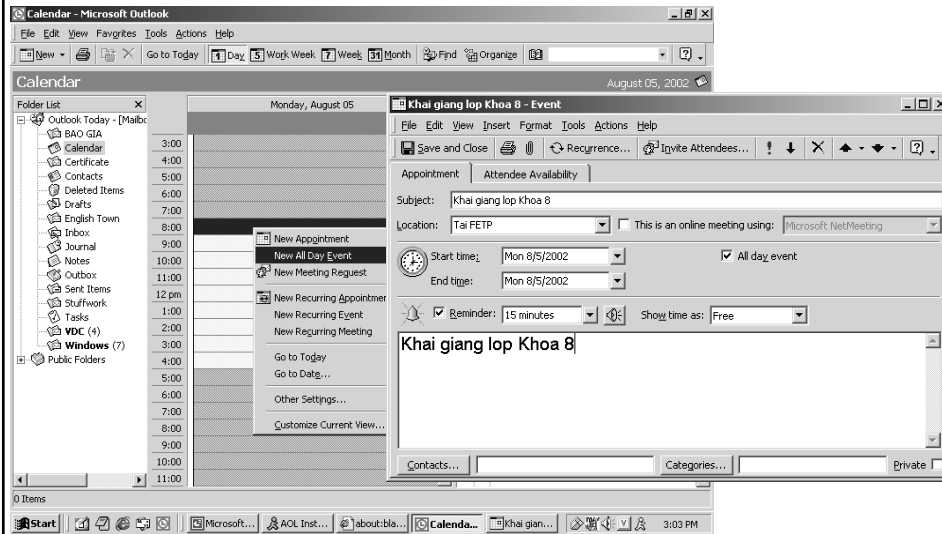 Calendar - Microsoft Outlook
File Edit View Favorites Tools Actions Help
New Go to Today 1 Day 5 Work Week 7 Week 31 Month Find Organize
Calendar
August 05, 2002
Folder List
Outlook Today - [Mailbo
BAO GIA
Calendar
Certificate
Contacts
Deleted Items
Drafts
English Town
Inbox
Journal
Notes
Outbox
Sent Items
Stuffwork
Tasks
VDC (4)
Windows (7)
Public Folders
Monday, August 05
3:00
4:00
5:00
6:00
7:00
8:00
9:00
10:00
11:00
12 pm
1:00
2:00
3:00
4:00
5:00
6:00
7:00
8:00
9:00
10:00
11:00
New Appointment
New All Day Event
New Meeting Request
New Recurring Appointmen
New Recurring Event
New Recurring Meeting
Go to Today
Go to Date...
Other Settings...
Customize Current View...
Khai giang lop Khoa 8 - Event
File Edit View Insert Format Tools Actions Help
Save and Close Recurrence... Invite Attendees...
Appointment Attendee Availability
Subject: Khai giang lop Khoa 8
Location: Tai FETP This is an online meeting using: Microsoft NetMeeting
Start time: Mon 8/5/2002 All day event
End time: Mon 8/5/2002
Reminder: 15 minutes Show time as: Free
Khai giang lop Khoa 8
Contacts... Categories... Private
0 Items
Start Microsoft... AOL Inst... about:bla... Calenda... Khai gian... V 3:03 PM